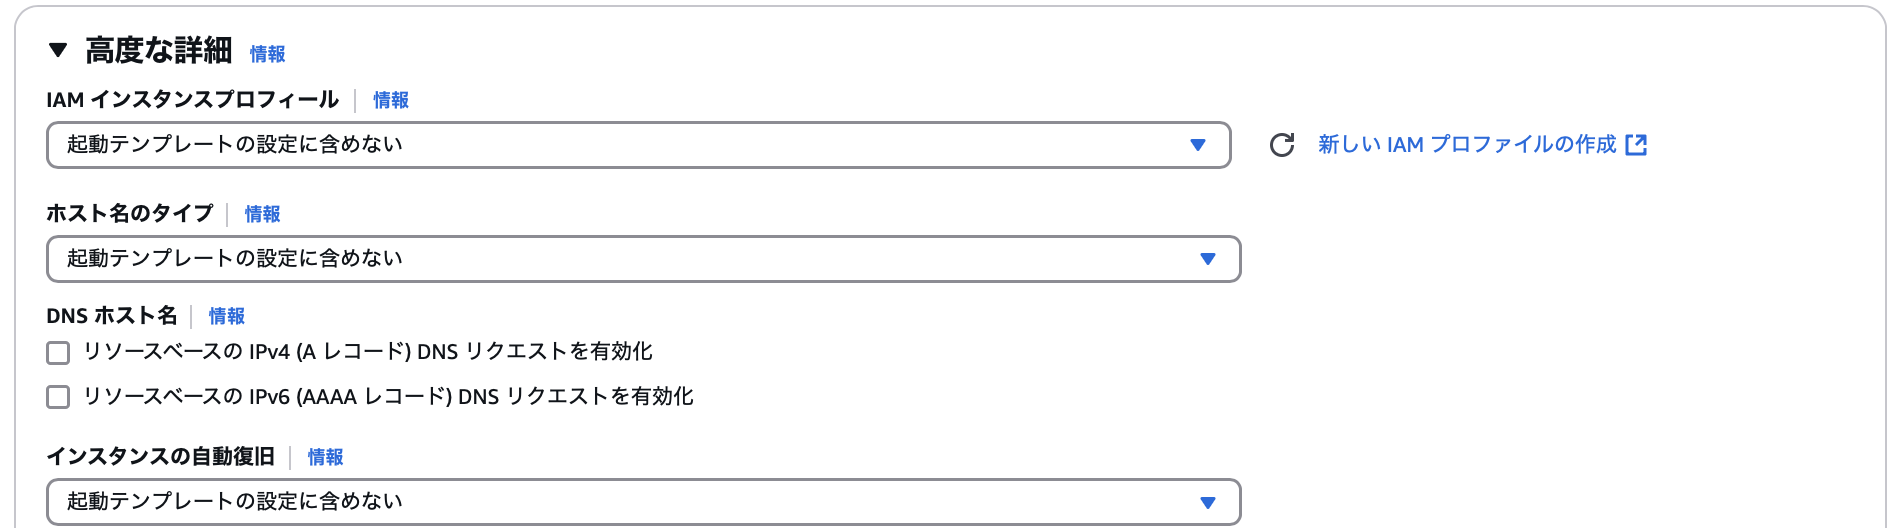 ▼ 高度な詳細 情報
IAM インスタンスプロフィール | 情報
起動テンプレートの設定に含めない
新しい IAM プロファイルの作成
ホスト名のタイプ | 情報
起動テンプレートの設定に含めない
DNS ホスト名 | 情報
リソースベースの IPv4 (A レコード) DNS リクエストを有効化
リソースベースの IPv6 (AAAA レコード) DNS リクエストを有効化
インスタンスの自動復旧 | 情報
起動テンプレートの設定に含めない